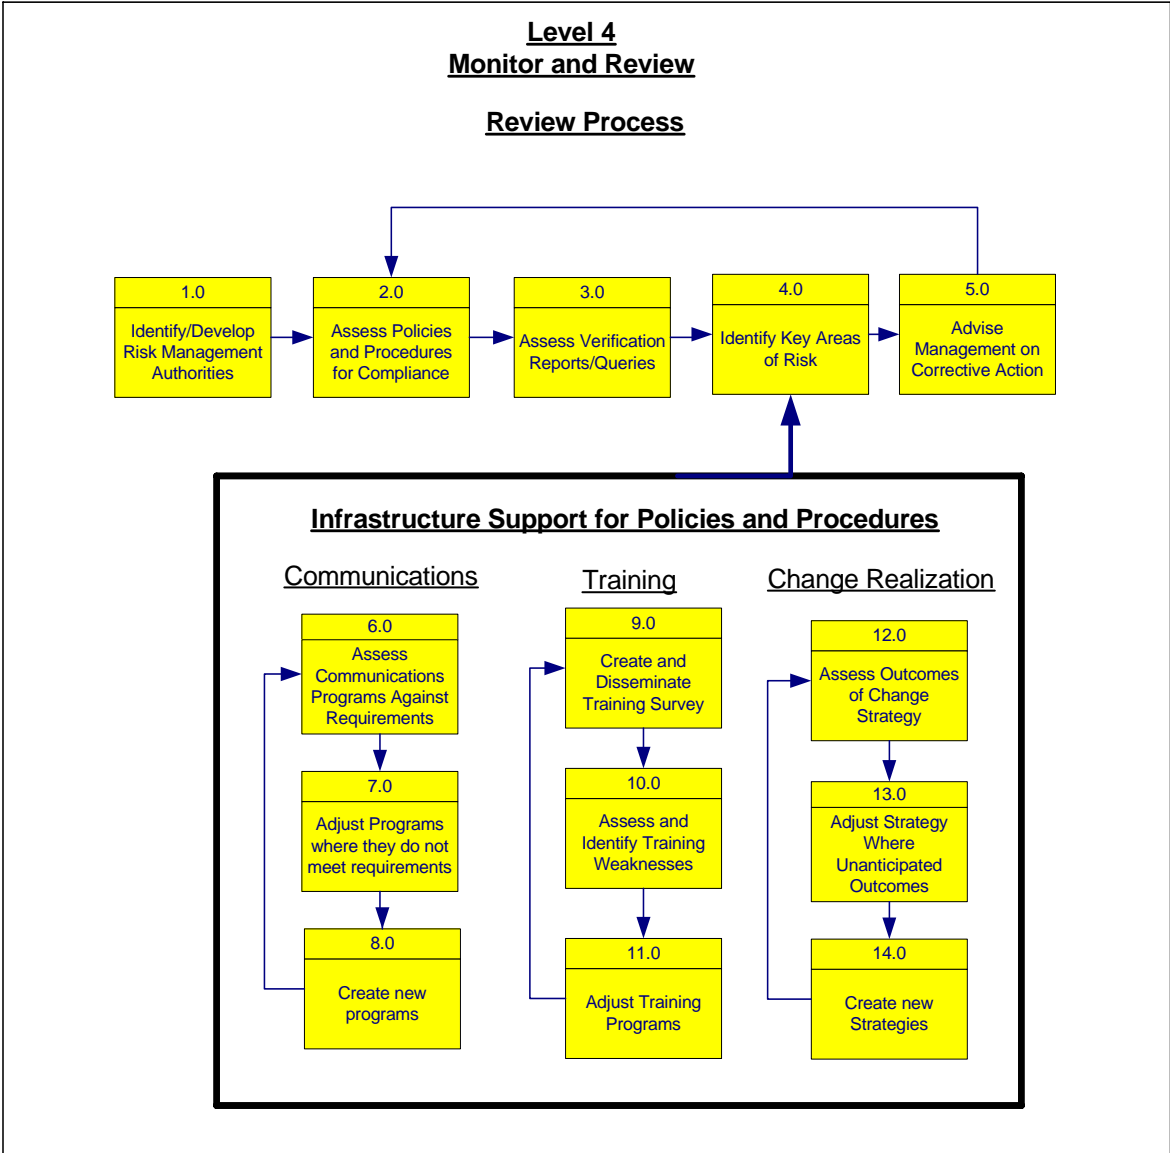 Level 4
Monitor and Review
Review Process
1.0
Identify/Develop
Risk Management
Authorities
2.0
Assess Policies
and Procedures
for Compliance
3.0
Assess Verification
Reports/Queries
4.0
Identify Key Areas
of Risk
5.0
Advise
Management on
Corrective Action
Infrastructure Support for Policies and Procedures
Communications
6.0
Assess
Communications
Programs Against
Requirements
7.0
Adjust Programs
where they do not
meet requirements
8.0
Create new
programs
Training
9.0
Create and
Disseminate
Training Survey
10.0
Assess and
Identify Training
Weaknesses
11.0
Adjust Training
Programs
Change Realization
12.0
Assess Outcomes
of Change
Strategy
13.0
Adjust Strategy
Where
Unanticipated
Outcomes
14.0
Create new
Strategies